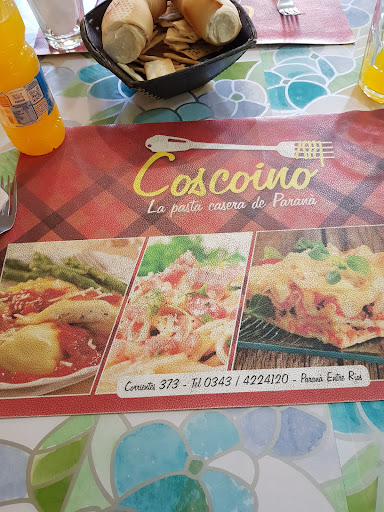 Coscoino
La pasta casera de Paraná
Corrientes 373 - Tel 0343 / 4224120 - Paraná Entre Ríos